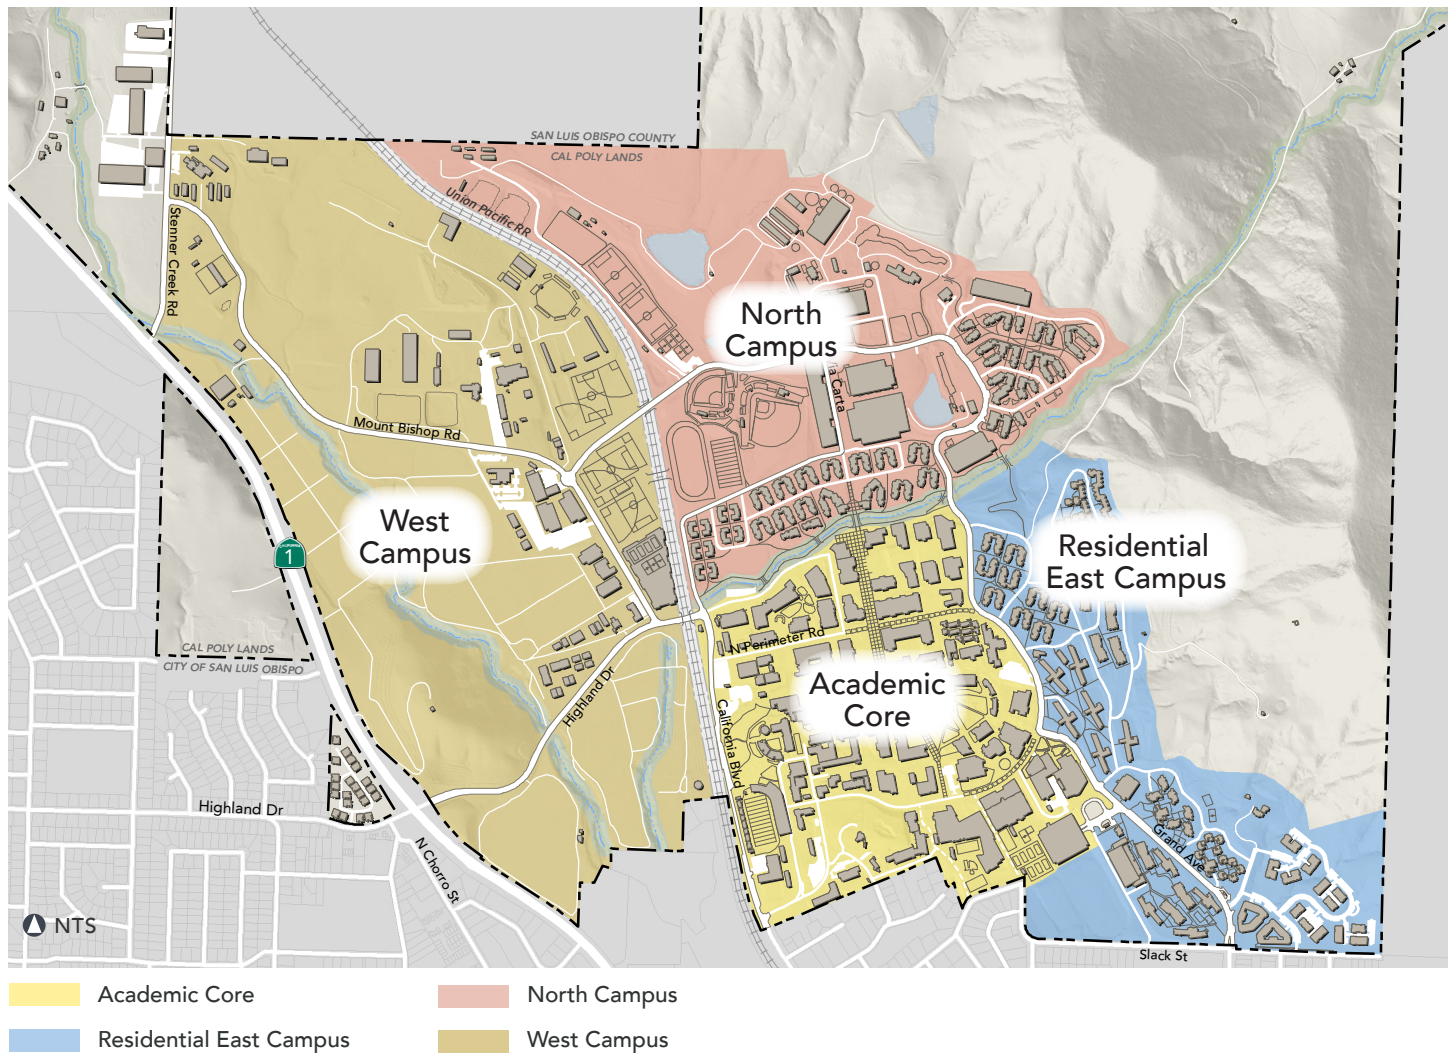 SAN LUIS OBISPO COUNTY
CAL POLY LANDS
Union Pacific RR
Stenner Creek Rd
North
Campus
Via Carta
Mount Bishop Rd
West
Campus
CALIFORNIA
1
Residential
East Campus
N Perimeter Rd
CAL POLY LANDS
CITY OF SAN LUIS OBISPO
Academic
Core
Highland Dr
California Blvd
Highland Dr
N Chorro St
Grand Ave
NTS
Slack St
Academic Core
North Campus
Residential East Campus
West Campus